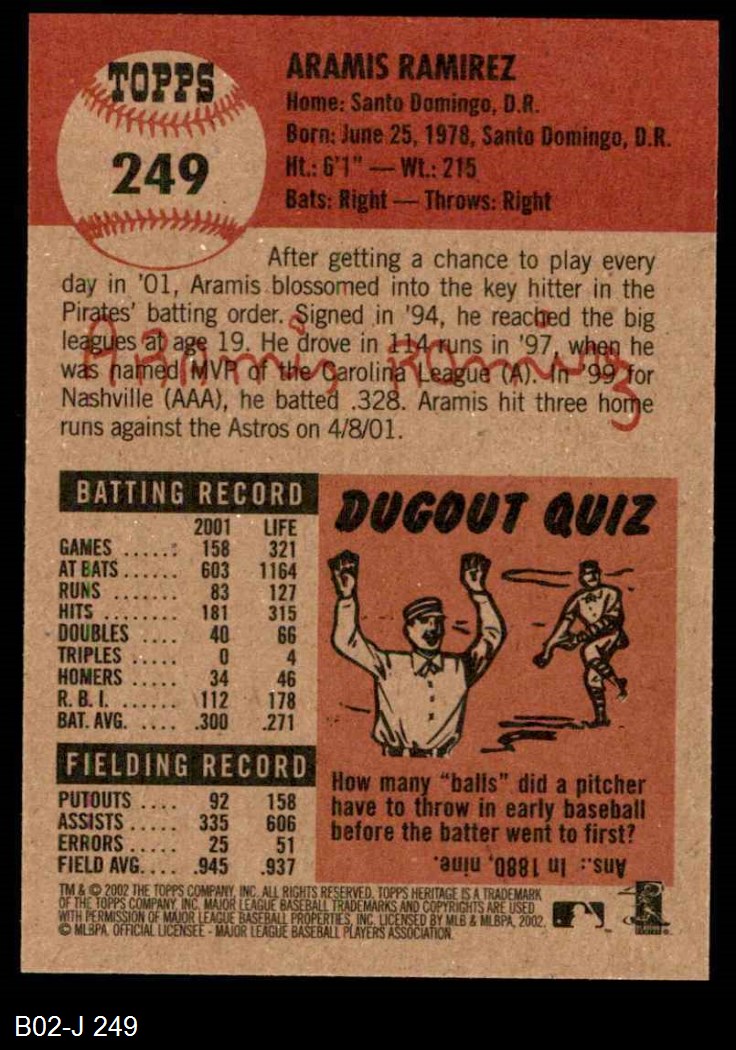 TOPPS
249
ARAMIS RAMIREZ
Home: Santo Domingo, D.R.
Born: June 25, 1978, Santo Domingo, D.R.
Ht.: 6'1" — Wt.: 215
Bats: Right — Throws: Right
After getting a chance to play every
day in '01, Aramis blossomed into the key hitter in the
Pirates' batting order. Signed in '94, he reached the big
leagues at age 19. He drove in 114 runs in '97, when he
was named MVP of the Carolina League (A). In '99 for
Nashville (AAA), he batted .328. Aramis hit three home
runs against the Astros on 4/8/01.
Aramis Ramirez
BATTING RECORD
2001 LIFE
GAMES ..... 158 321
AT BATS...... 603 1164
RUNS ...... 83 127
HITS ........ 181 315
DOUBLES .... 40 66
TRIPLES ..... 0 4
HOMERS ..... 34 46
R. B. I. ...... 112 178
BAT. AVG. .... .300 .271
FIELDING RECORD
PUTOUTS .... 92 158
ASSISTS ..... 335 606
ERRORS ..... 25 51
FIELD AVG. ... .945 .937
DUGOUT QUIZ
How many "balls" did a pitcher
have to throw in early baseball
before the batter went to first?
Ans.: In 1880, nine.
TM & © 2002 THE TOPPS COMPANY, INC. ALL RIGHTS RESERVED. TOPPS HERITAGE IS A TRADEMARK
OF THE TOPPS COMPANY, INC. MAJOR LEAGUE BASEBALL TRADEMARKS AND COPYRIGHTS ARE USED
WITH PERMISSION OF MAJOR LEAGUE BASEBALL PROPERTIES, INC. LICENSED BY MLB & MLBPA, 2002.
© MLBPA. OFFICIAL LICENSEE - MAJOR LEAGUE BASEBALL PLAYERS ASSOCIATION.
B02-J 249